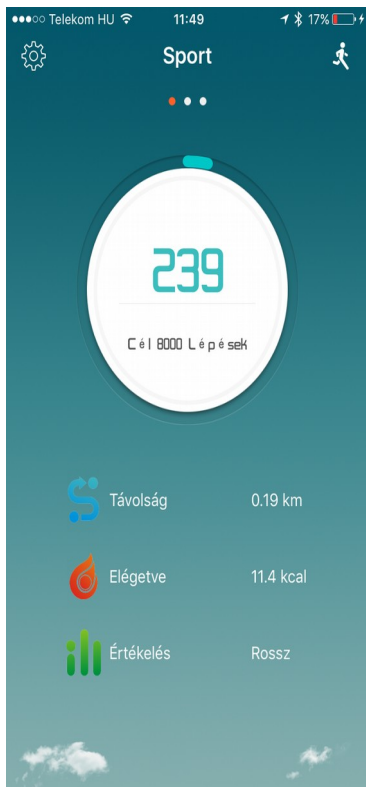 Telekom HU 11:49 17%
Sport
239
Cél 8000 Lépések
Távolság 0.19 km
Elégetve 11.4 kcal
Értékelés Rossz